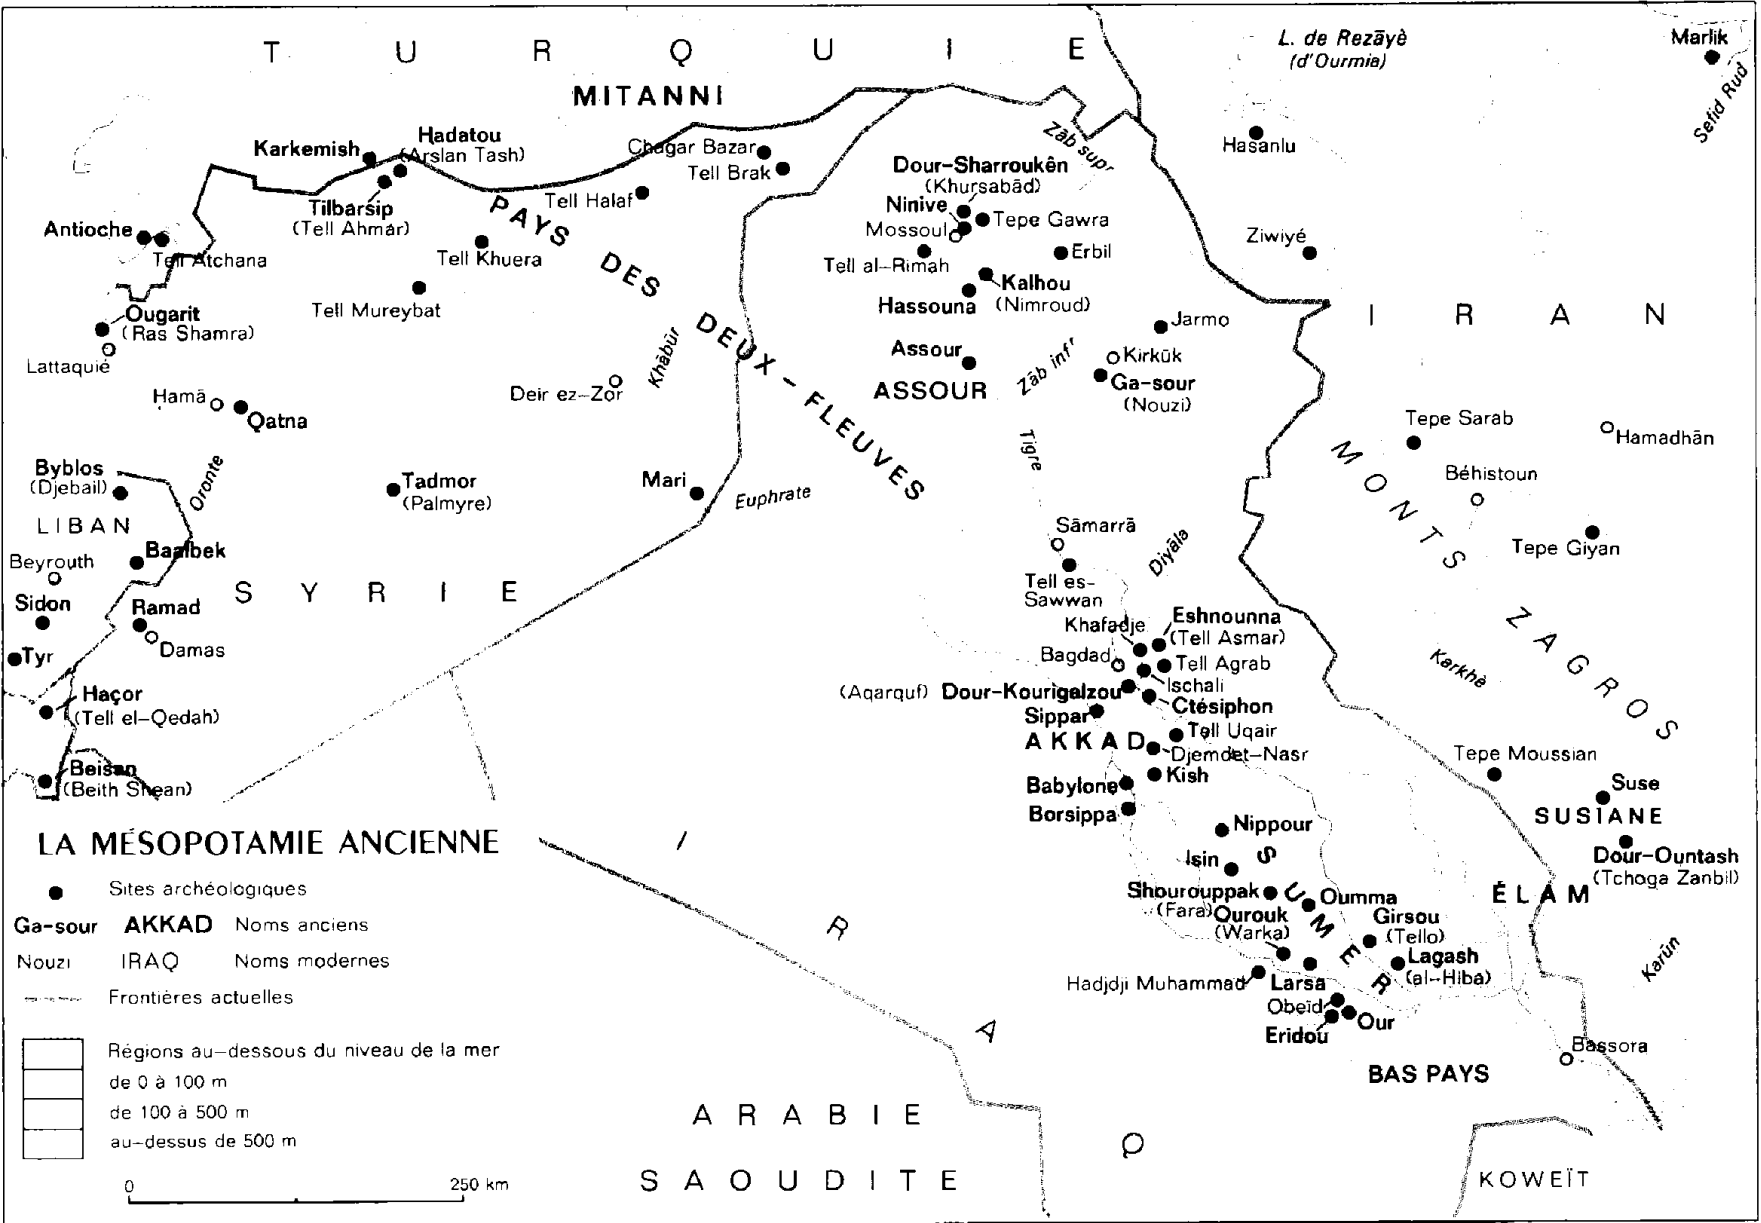 TURQUIE
L. de Rezāyè
(d'Ourmia)
Marlik
Sefid Rud
MITANNI
Hadatou
(Arslan Tash)
Karkemish
Chagar Bazar
Tell Brak
Zāb supr
Hasanlu
Dour-Sharroukên
(Khursabād)
Tell Halaf
Tilbarsip
(Tell Ahmar)
Ninive
Tepe Gawra
Mossoul
Antioche
Tell Atchana
Tell Khuera
PAYS DES DEUX-FLEUVES
Tell al-Rimah
Erbil
Ziwiyé
Kalhou
(Nimroud)
Hassouna
Tell Mureybat
Ougarit
(Ras Shamra)
Jarmo
IRAN
Lattaquié
Khābūr
Assour
ASSOUR
Zāb infr
Kirkūk
Ga-sour
(Nouzi)
Deir ez-Zor
Hamā
Qatna
Tepe Sarab
Hamadhān
MONTS ZAGROS
Tigre
Byblos
(Djebail)
Oronte
Tadmor
(Palmyre)
Mari
Euphrate
Béhistoun
LIBAN
Sāmarrā
Diyāla
Tepe Giyan
Baalbek
Beyrouth
SYRIE
Tell es-
Sawwan
Sidon
Ramad
Damas
Khafadje
Eshnounna
(Tell Asmar)
Tyr
Bagdad
Tell Agrab
Ischali
Karkhè
(Aqarquf) Dour-Kourigalzou
Haçor
(Tell el-Qedah)
Ctésiphon
Sippar
Tell Uqair
AKKAD
Djemdet-Nasr
Tepe Moussian
Beisan
(Beith Shean)
Kish
Babylone
Suse
Borsippa
SUSIANE
Nippour
Dour-Ountash
(Tchoga Zanbil)
Isin
SUMER
Shourouppak
(Fara)
Oumma
ÉLAM
Ourouk
(Warka)
Girsou
(Tello)
Karūn
Lagash
(al-Hiba)
Hadjdji Muhammad
Larsa
Obeïd
Our
Eridou
Bassora
BAS PAYS
IRAQ
ARABIE
SAOUDITE
KOWEÏT
LA MÉSOPOTAMIE ANCIENNE
Sites archéologiques
Ga-sour AKKAD Noms anciens
Nouzi IRAQ Noms modernes
Frontières actuelles
Régions au-dessous du niveau de la mer
de 0 à 100 m
de 100 à 500 m
au-dessus de 500 m
0 250 km